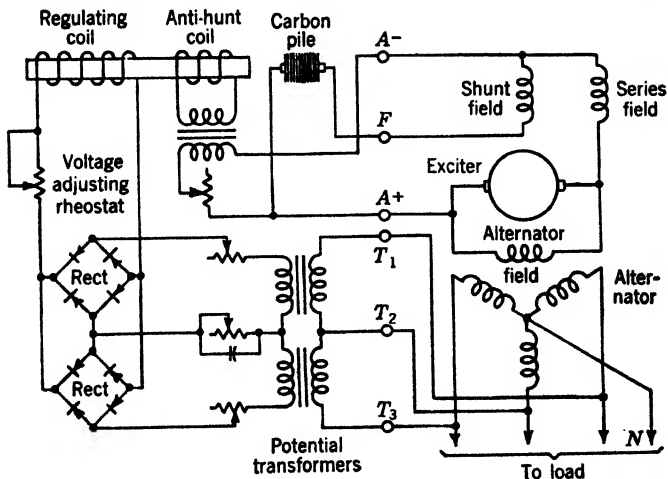 Regulating
coil
Anti-hunt
coil
Carbon
pile
A−
Shunt
field
Series
field
F
Voltage
adjusting
rheostat
Exciter
A+
Alternator
field
T1
Rect
Alter-
nator
T2
Rect
T3
N
Potential
transformers
To load